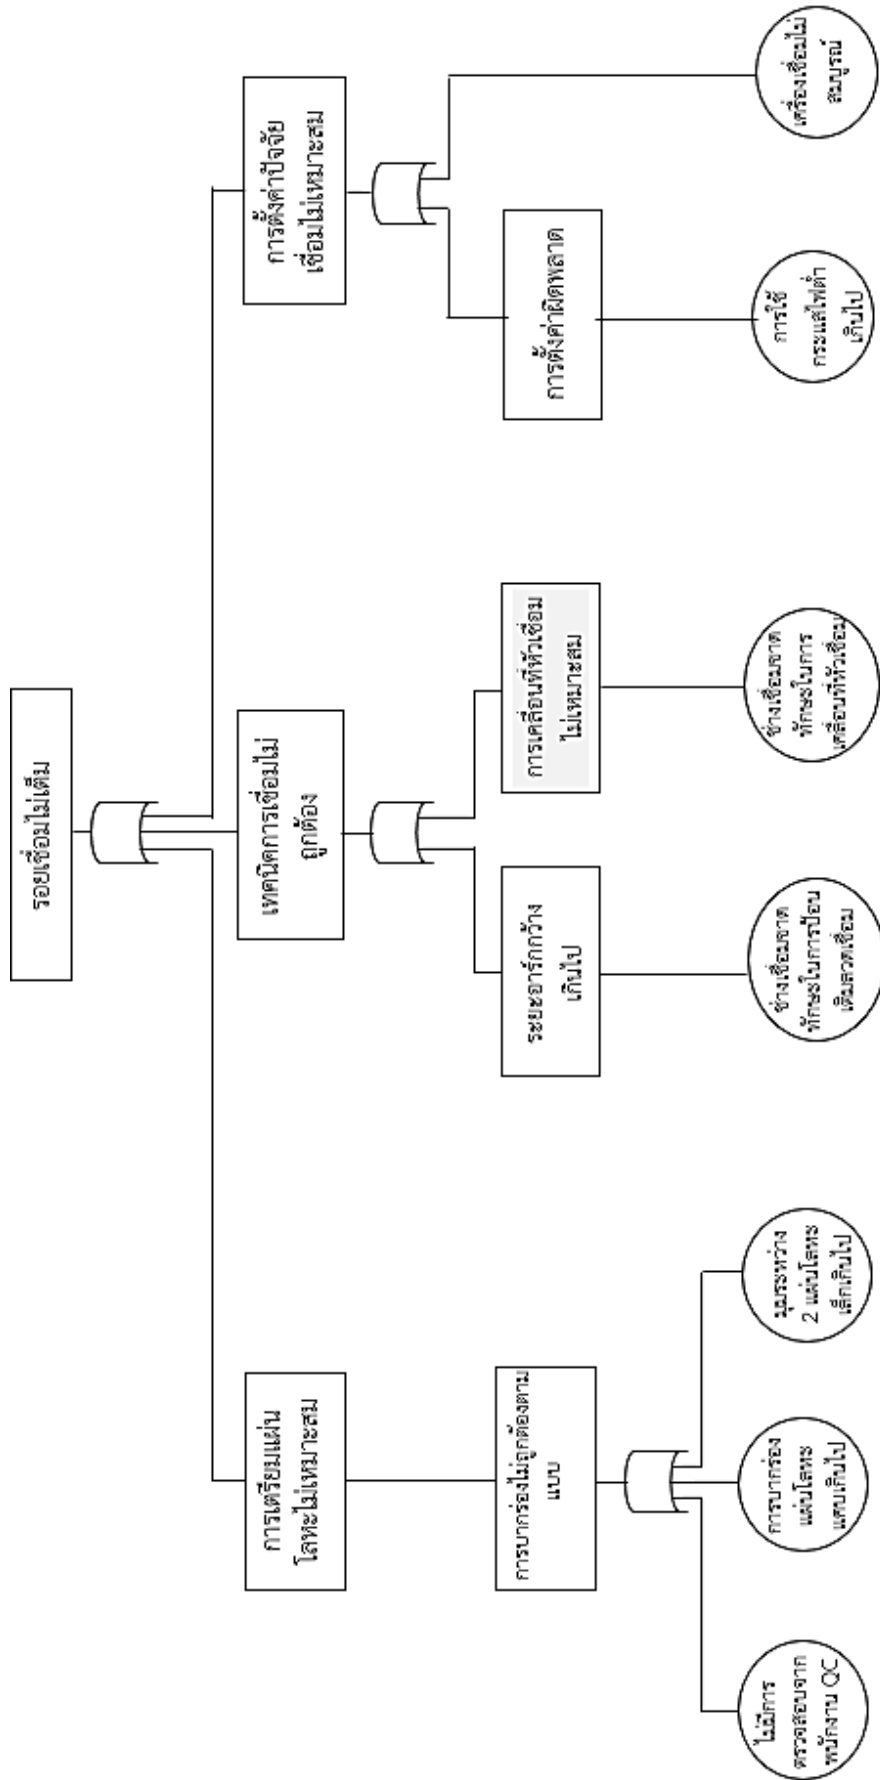 รอยเชื่อมไม่เต็ม
การเตรียมแผ่น
โลหะไม่เหมาะสม
เทคนิคการเชื่อมไม่
ถูกต้อง
การตั้งค่าปัจจัย
เชื่อมไม่เหมาะสม
การบากร่องไม่ถูกต้องตาม
แบบ
ระยะอาร์กกว้าง
เกินไป
การเคลื่อนที่หัวเชื่อม
ไม่เหมาะสม
การตั้งค่าผิดพลาด
ไม่มีการ
ตรวจสอบจาก
พนักงาน QC
การบากร่อง
แผ่นโลหะ
แคบเกินไป
มุมระหว่าง
2 แผ่นโลหะ
เล็กเกินไป
ช่างเชื่อมขาด
ทักษะในการป้อน
เติมลวดเชื่อม
ช่างเชื่อมขาด
ทักษะในการ
เคลื่อนที่หัวเชื่อม
การใช้
กระแสไฟต่ำ
เกินไป
เครื่องเชื่อมไม่
สมบูรณ์